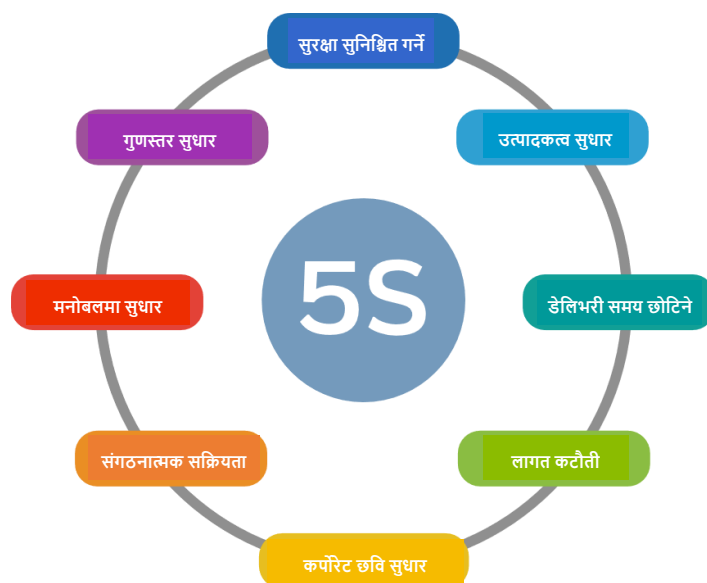 सुरक्षा सुनिश्चित गर्ने
गुणस्तर सुधार
उत्पादकत्व सुधार
5S
मनोबलमा सुधार
डेलिभरी समय छोटिने
संगठनात्मक सक्रियता
लागत कटौती
कर्पोरेट छवि सुधार